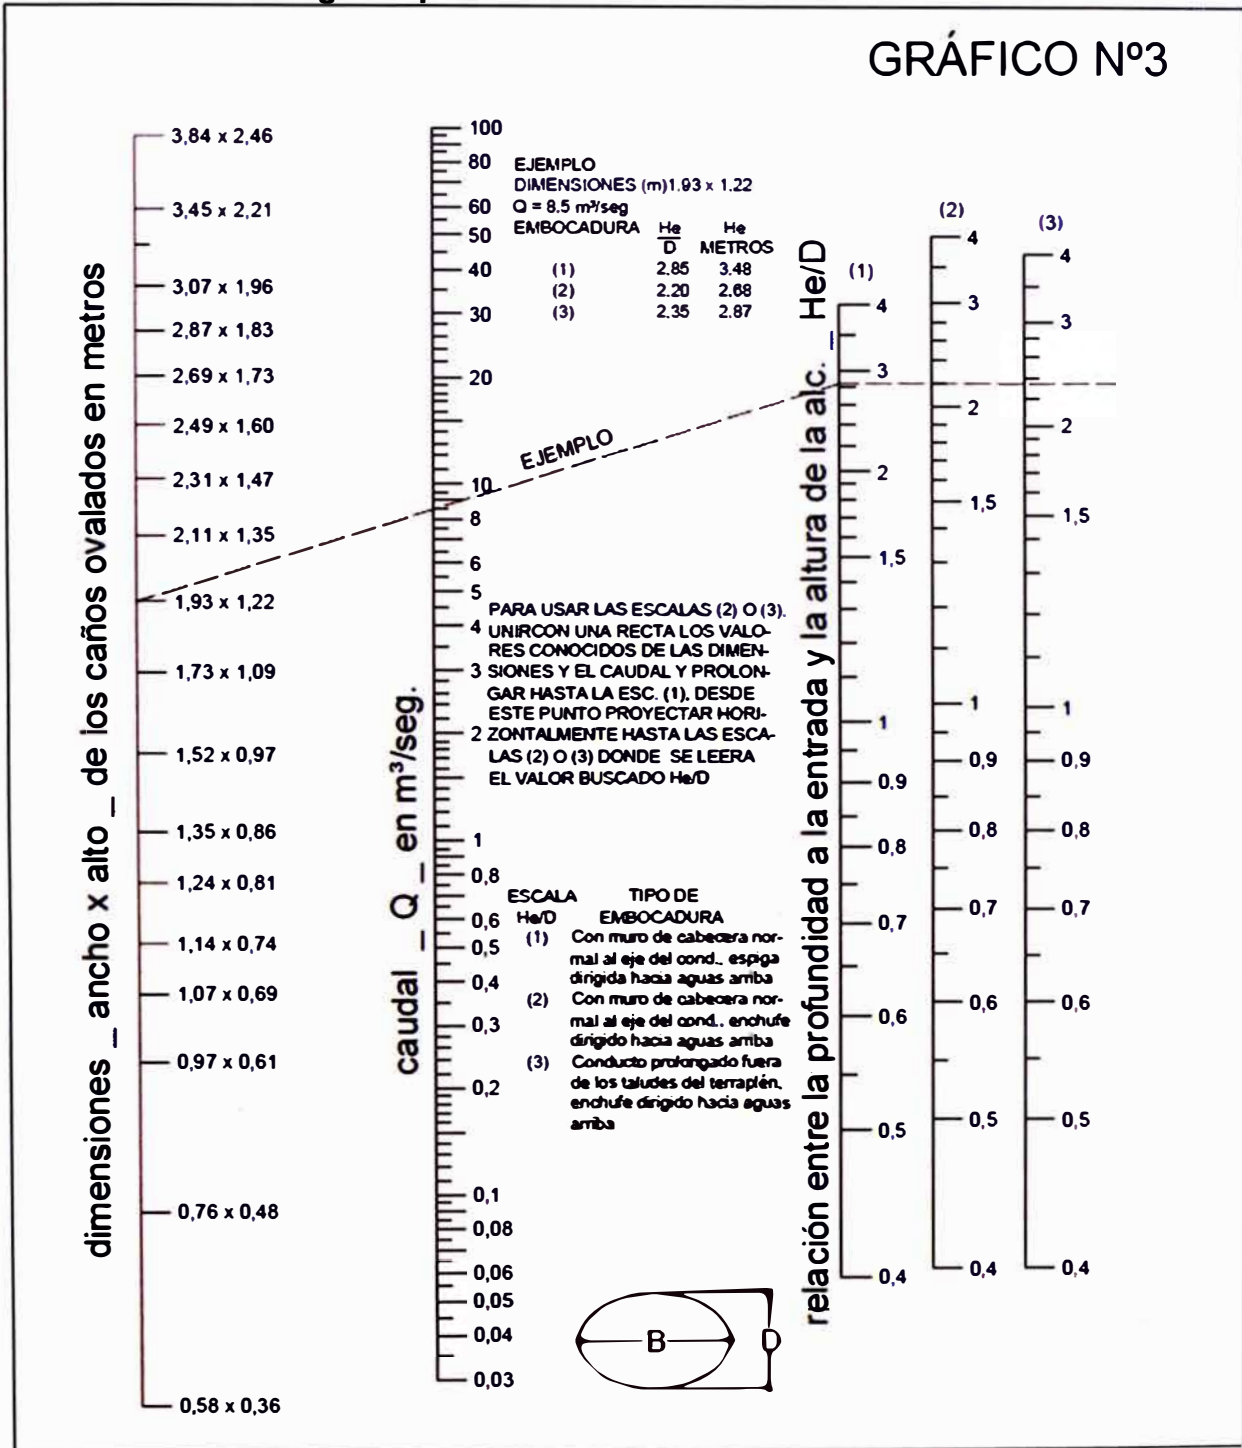 GRÁFICO Nº3
dimensiones _ ancho x alto _ de los caños ovalados en metros
3,84 x 2,46
3,45 x 2,21
3,07 x 1,96
2,87 x 1,83
2,69 x 1,73
2,49 x 1,60
2,31 x 1,47
2,11 x 1,35
1,93 x 1,22
1,73 x 1,09
1,52 x 0,97
1,35 x 0,86
1,24 x 0,81
1,14 x 0,74
1,07 x 0,69
0,97 x 0,61
0,76 x 0,48
0,58 x 0,36
caudal _ Q _ en m³/seg.
100
80
60
50
40
30
20
10
8
6
5
4
3
2
1
0,8
0,6
0,5
0,4
0,3
0,2
0,1
0,08
0,06
0,05
0,04
0,03
EJEMPLO
DIMENSIONES (m)1.93 x 1.22
Q = 8.5 m³/seg
EMBOCADURA He/D He METROS
(1) 2.85 3.48
(2) 2.20 2.68
(3) 2.35 2.87
EJEMPLO
PARA USAR LAS ESCALAS (2) O (3).
UNIRCON UNA RECTA LOS VALO-
RES CONOCIDOS DE LAS DIMEN-
SIONES Y EL CAUDAL Y PROLON-
GAR HASTA LA ESC. (1). DESDE
ESTE PUNTO PROYECTAR HORI-
ZONTALMENTE HASTA LAS ESCA-
LAS (2) O (3) DONDE SE LEERA
EL VALOR BUSCADO He/D
ESCALA TIPO DE
He/D EMBOCADURA
(1) Con muro de cabecera nor-
mal al eje del cond.. espiga
dirigida hacia aguas arriba
(2) Con muro de cabecera nor-
mal al eje del cond.. enchufe
dirigido hacia aguas arriba
(3) Conducto prolongado fuera
de los taludes del terraplén.
enchufe dirigido hacia aguas
arriba
B
D
relación entre la profundidad a la entrada y la altura de la alc. _ He/D
(1)
4
3
2
1,5
1
0,9
0,8
0,7
0,6
0,5
0,4
(2)
4
3
2
1,5
1
0,9
0,8
0,7
0,6
0,5
0,4
(3)
4
3
2
1,5
1
0,9
0,8
0,7
0,6
0,5
0,4